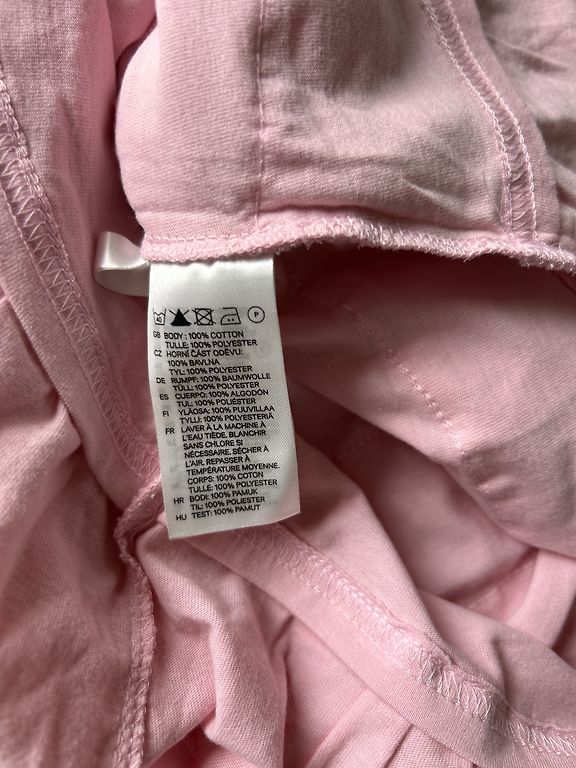 40 P
GB BODY : 100% COTTON
TULLE: 100% POLYESTER
CZ HORNÍ ČÁST ODĚVU:
100% BAVLNA
TYL: 100% POLYESTER
DE RUMPF: 100% BAUMWOLLE
TÜLL: 100% POLYESTER
ES CUERPO: 100% ALGODÓN
TUL: 100% POLIÉSTER
FI YLÄOSA: 100% PUUVILLAA
TYLLI: 100% POLYESTERIÄ
FR LAVER À LA MACHINE À
L'EAU TIÈDE. BLANCHIR
SANS CHLORE SI
NÉCESSAIRE. SÉCHER À
L'AIR. REPASSER À
TEMPÉRATURE MOYENNE.
CORPS: 100% COTON
TULLE: 100% POLYESTER
HR BODI: 100% PAMUK
TIL: 100% POLIESTER
HU TEST: 100% PAMUT